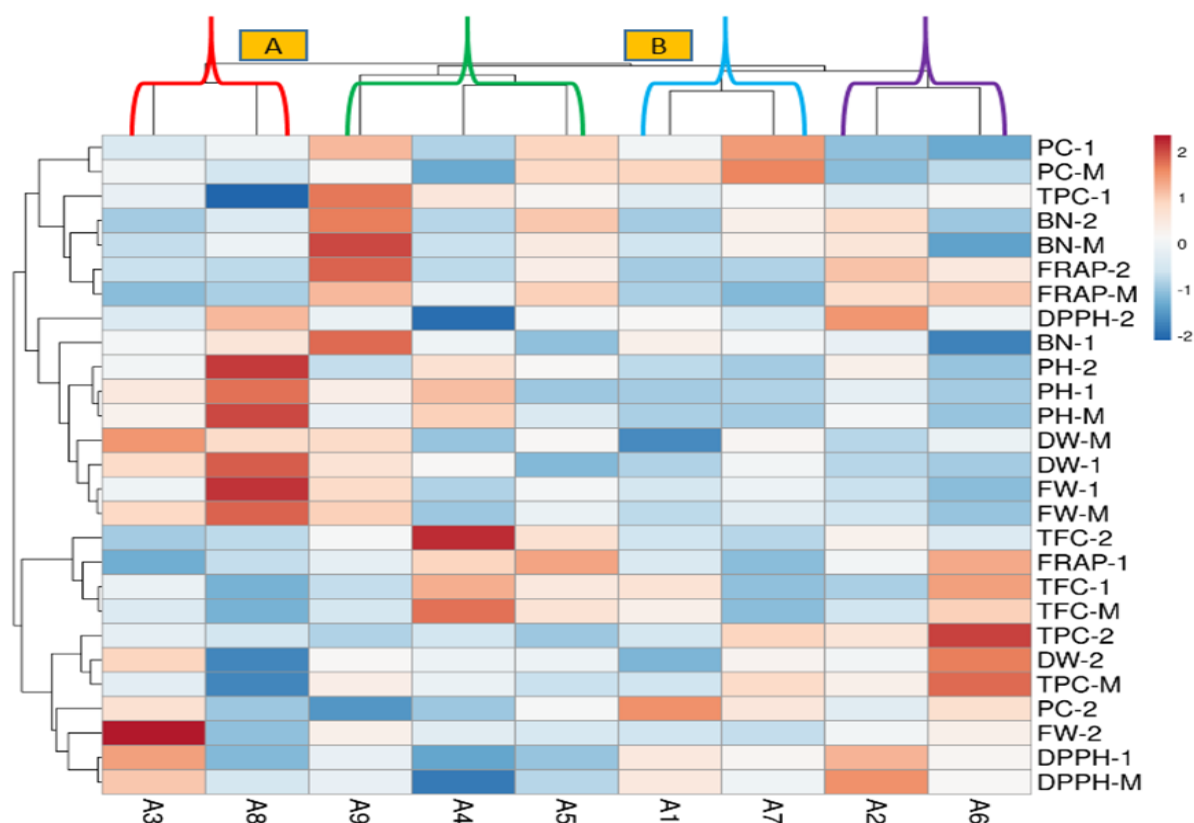 A
B
PC-1
PC-M
TPC-1
BN-2
BN-M
FRAP-2
FRAP-M
DPPH-2
BN-1
PH-2
PH-1
PH-M
DW-M
DW-1
FW-1
FW-M
TFC-2
FRAP-1
TFC-1
TFC-M
TPC-2
DW-2
TPC-M
PC-2
FW-2
DPPH-1
DPPH-M
2
1
0
-1
-2
A3
A8
A9
A4
A5
A1
A7
A2
A6